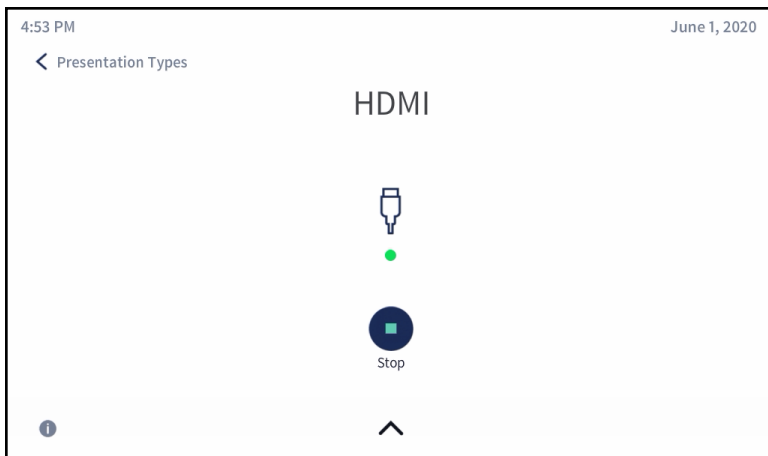 4:53 PM
June 1, 2020
Presentation Types
HDMI
Stop